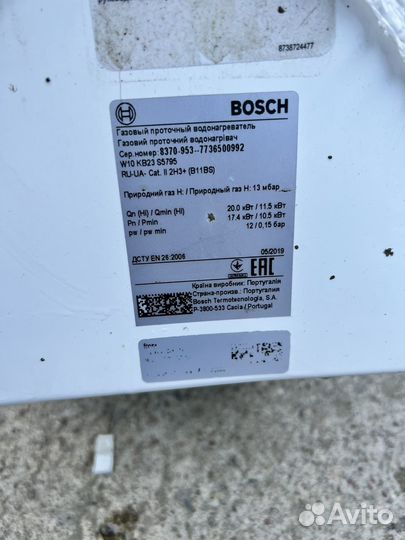 8738724477
BOSCH
Газовый проточный водонагреватель
Газовий проточний водонагрівач
Сер.номер: 8370-953--7736500992
W10 KB23 S5795
RU-UA- Cat. II 2H3+ (B11BS)
Природний газ H: / Природный газ H: 13 мбар
Qn (Hi) / Qmin (Hi) 20.0 кВт / 11.5 кВт
Pn / Pmin 17.4 кВт / 10.5 кВт
pw / pw min 12 / 0,15 бар
ДСТУ EN 26:2006 05/2019
EAC
Країна виробник: Португалія
Страна-произв : Португалия
Bosch Termotecnologia, S.A.
P-3800-533 Cacia / Portugal
Avito